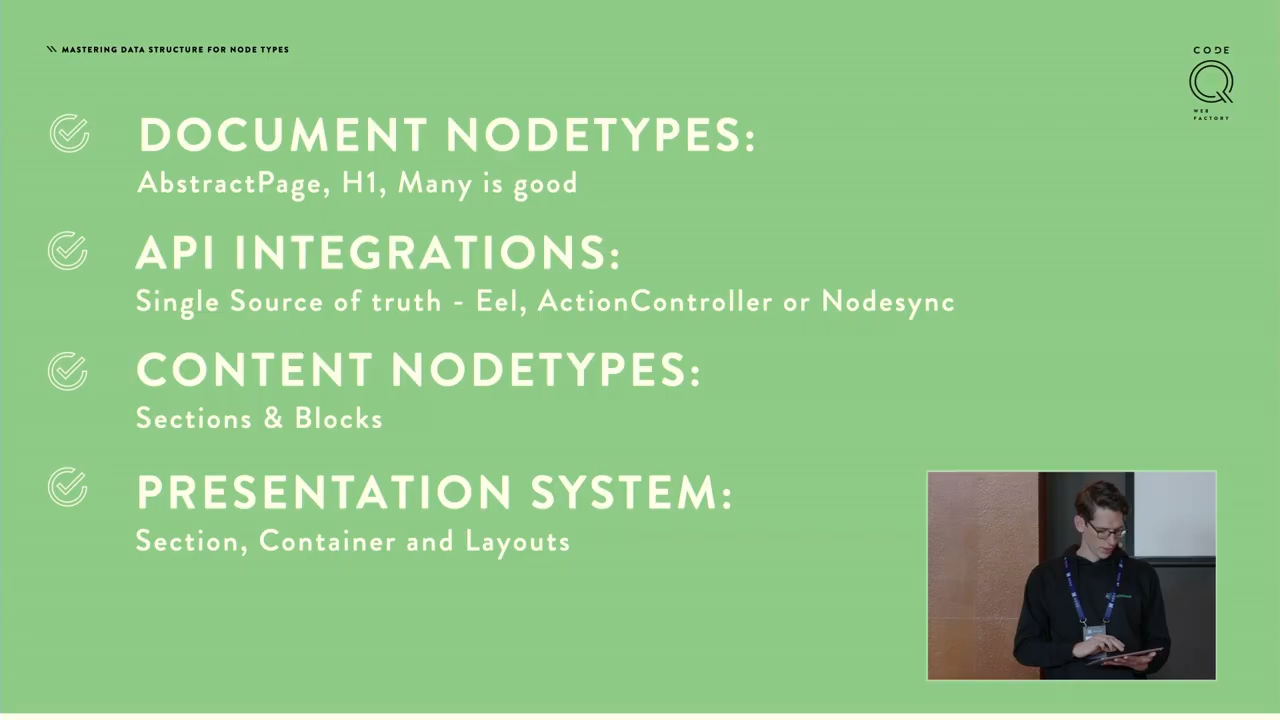 \\ MASTERING DATA STRUCTURE FOR NODE TYPES
CODE
Q
WEB
FACTORY
DOCUMENT NODETYPES:
AbstractPage, H1, Many is good
API INTEGRATIONS:
Single Source of truth - Eel, ActionController or Nodesync
CONTENT NODETYPES:
Sections & Blocks
PRESENTATION SYSTEM:
Section, Container and Layouts